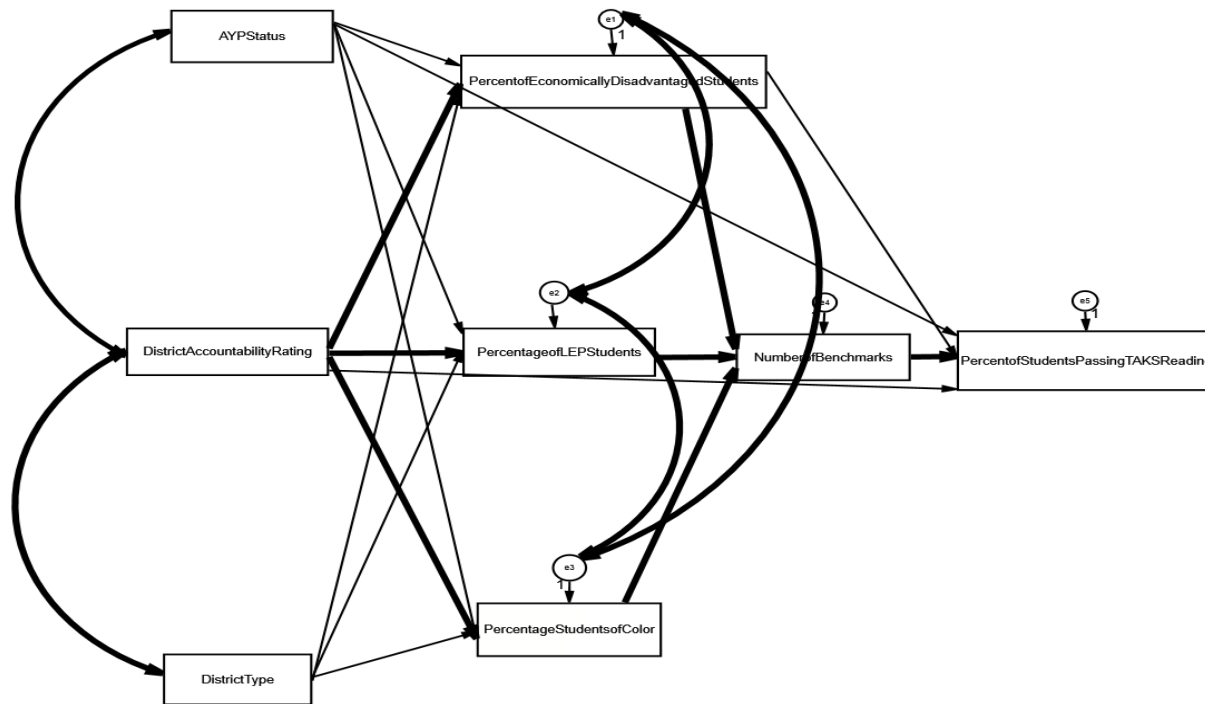 AYPStatus
e1
1
PercentofEconomicallyDisadvantagedStudents
e2
e4
e5
1
DistrictAccountabilityRating
PercentageofLEPStudents
NumberofBenchmarks
PercentofStudentsPassingTAKSReadin
e3
1
PercentageStudentsofColor
DistrictType